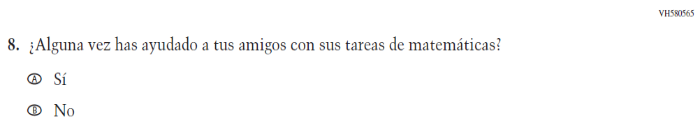 VH580565
8. ¿Alguna vez has ayudado a tus amigos con sus tareas de matemáticas?
Ⓐ Sí
Ⓑ No